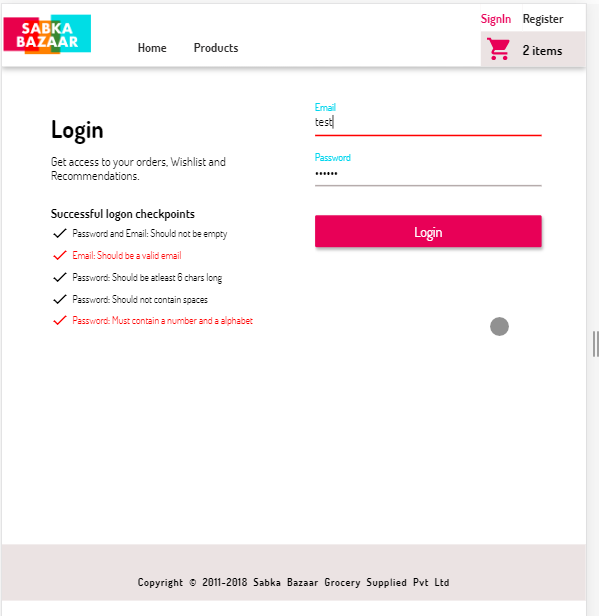 SABKA
BAZAAR
Home Products
SignIn Register
2 items
Login
Get access to your orders, Wishlist and
Recommendations.
Successful logon checkpoints
Password and Email: Should not be empty
Email: Should be a valid email
Password: Should be atleast 6 chars long
Password: Should not contain spaces
Password: Must contain a number and a alphabet
Email
test
Password
••••••
Login
Copyright © 2011-2018 Sabka Bazaar Grocery Supplied Pvt Ltd